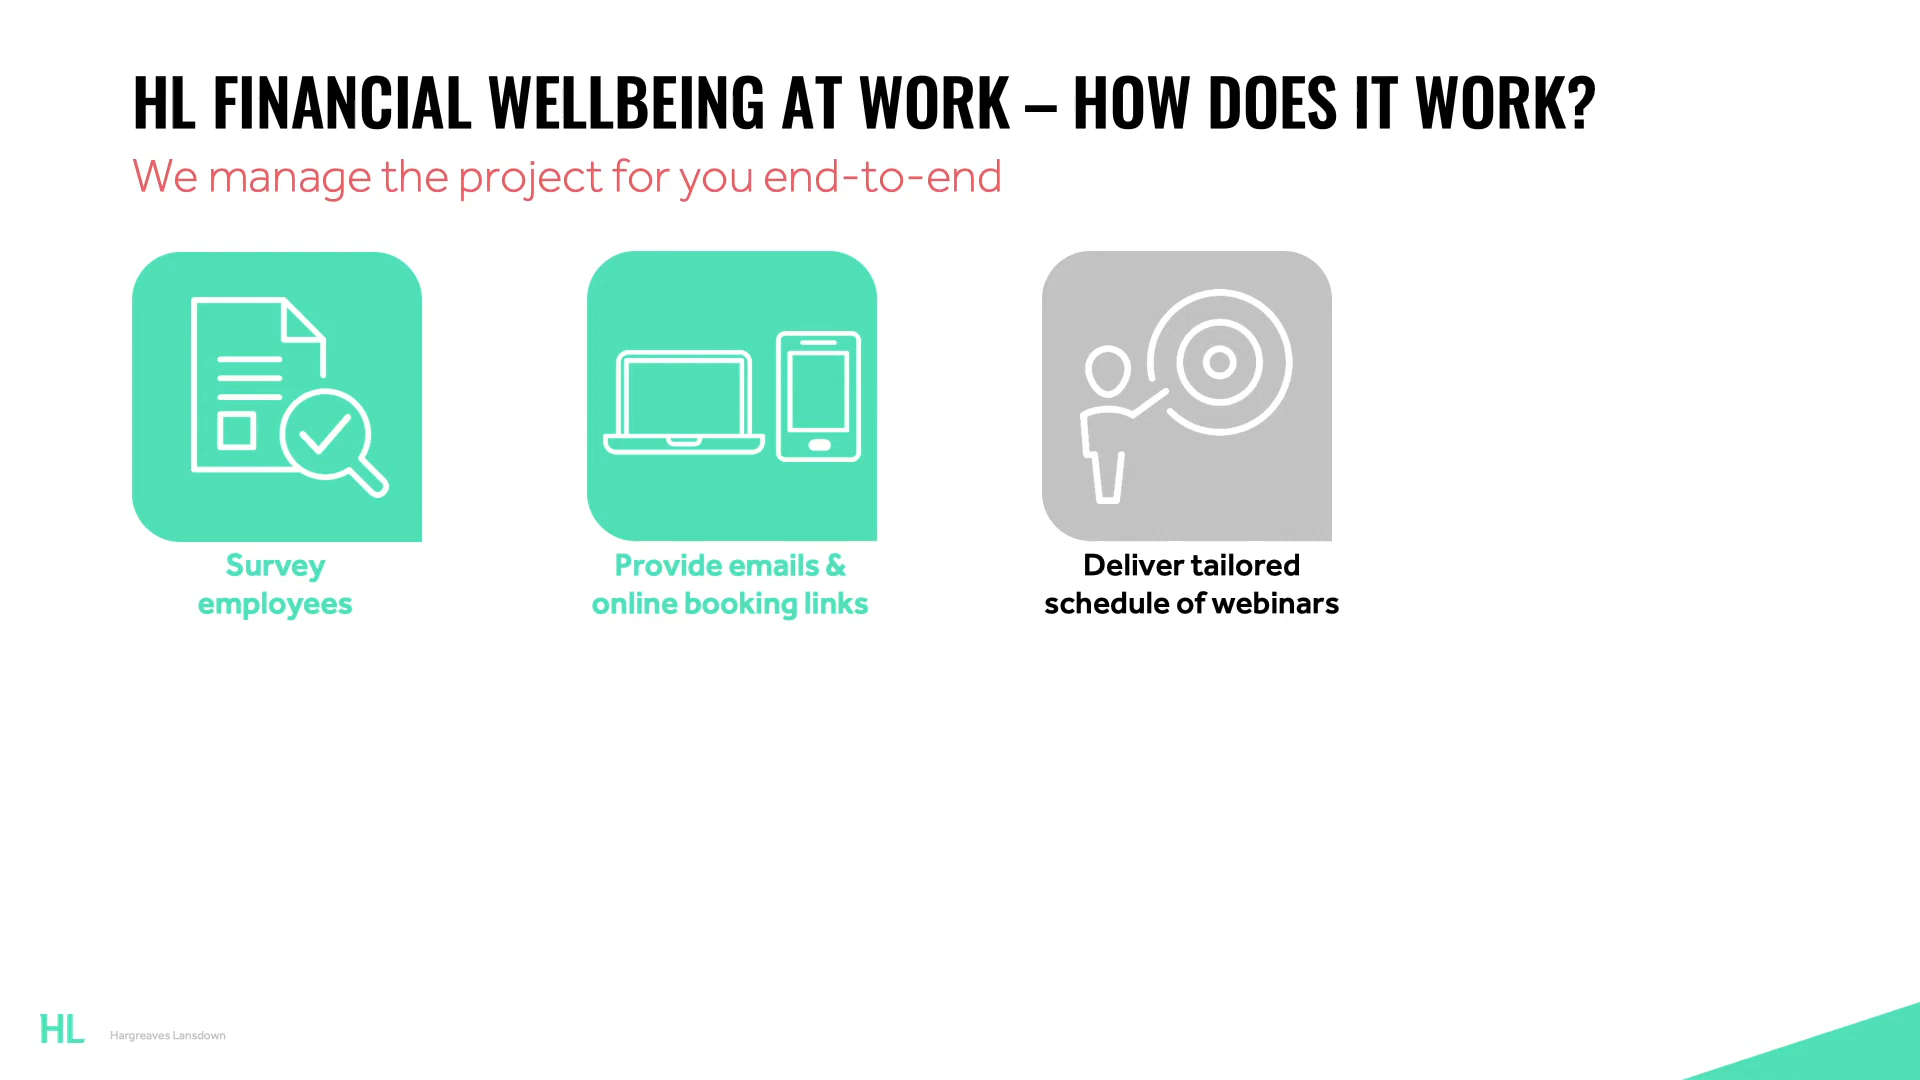 HL FINANCIAL WELLBEING AT WORK – HOW DOES IT WORK?
We manage the project for you end-to-end
Survey
employees
Provide emails &
online booking links
Deliver tailored
schedule of webinars
HL
Hargreaves Lansdown